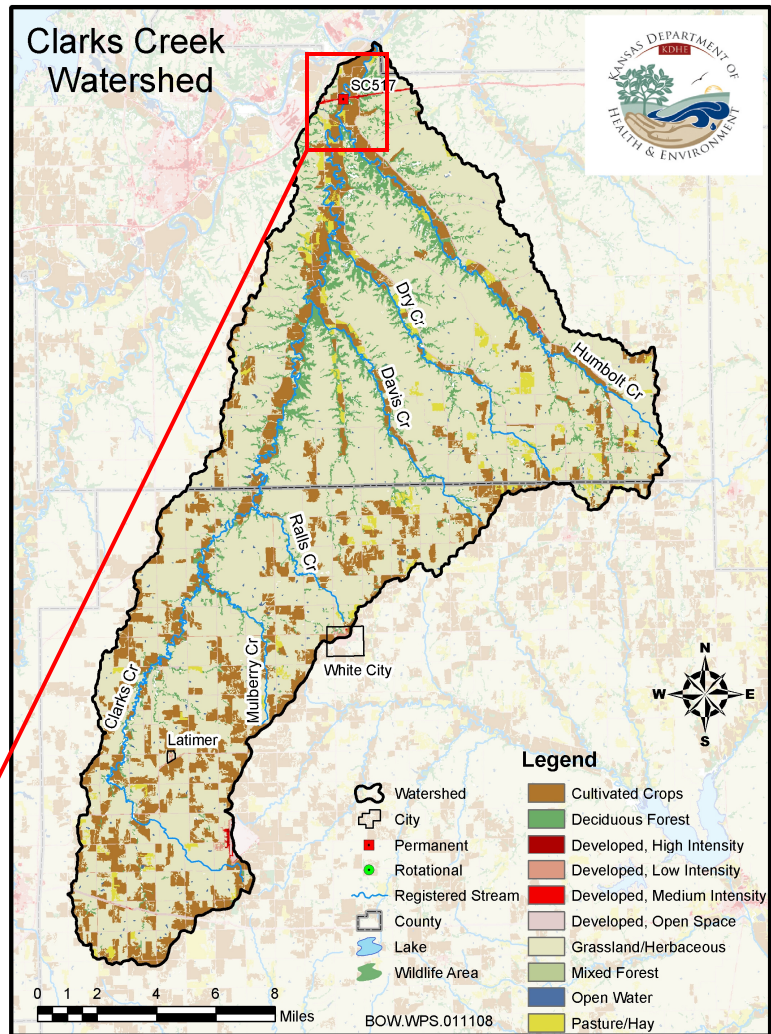 Clarks Creek
Watershed
KANSAS DEPARTMENT OF
KDHE
HEALTH & ENVIRONMENT
SC517
Dry Cr
Humbolt Cr
Davis Cr
Ralls Cr
White City
Mulberry Cr
Clarks Cr
Latimer
N
W E
S
Legend
Watershed
City
Permanent
Rotational
Registered Stream
County
Lake
Wildlife Area
Cultivated Crops
Deciduous Forest
Developed, High Intensity
Developed, Low Intensity
Developed, Medium Intensity
Developed, Open Space
Grassland/Herbaceous
Mixed Forest
Open Water
Pasture/Hay
0 1 2 4 6 8
Miles
BOW.WPS.011108